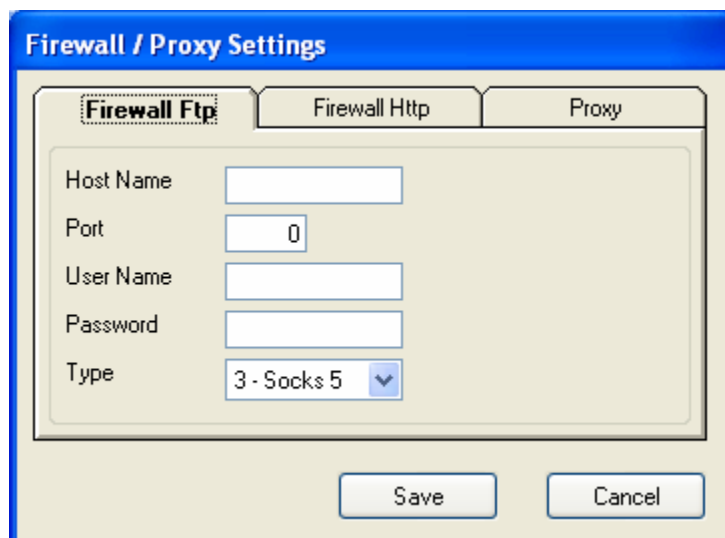 Firewall / Proxy Settings
Firewall Ftp
Firewall Http
Proxy
Host Name
Port 0
User Name
Password
Type 3 - Socks 5
Save
Cancel